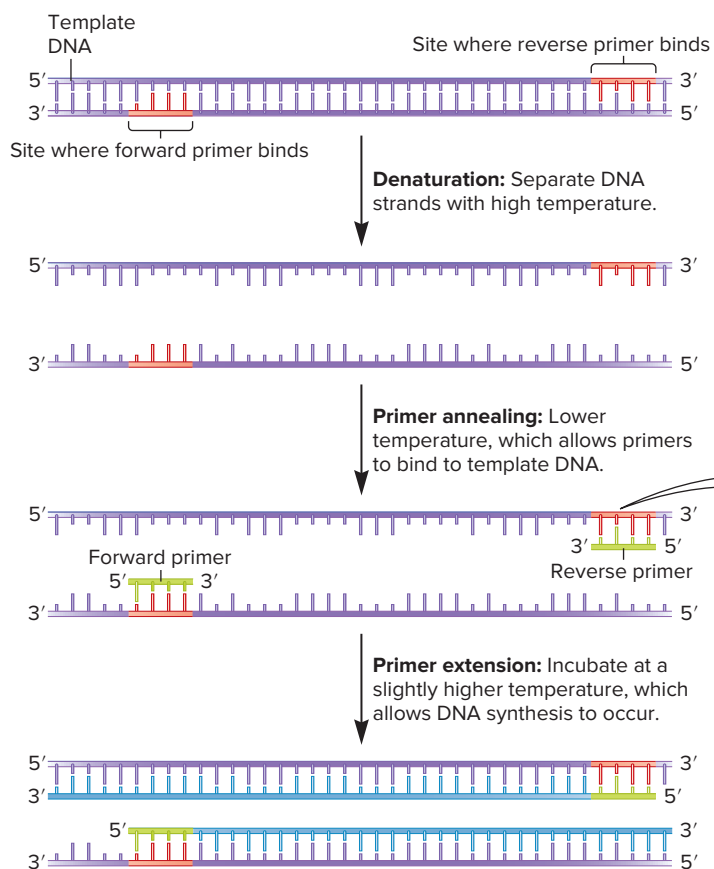 Template
DNA
Site where reverse primer binds
5′ 3′
3′ 5′
Site where forward primer binds
Denaturation: Separate DNA
strands with high temperature.
5′ 3′
3′ 5′
Primer annealing: Lower
temperature, which allows primers
to bind to template DNA.
5′ 3′
3′ 5′
Forward primer
Reverse primer
5′ 3′
3′ 5′
Primer extension: Incubate at a
slightly higher temperature, which
allows DNA synthesis to occur.
5′ 3′
3′ 5′
5′ 3′
3′ 5′